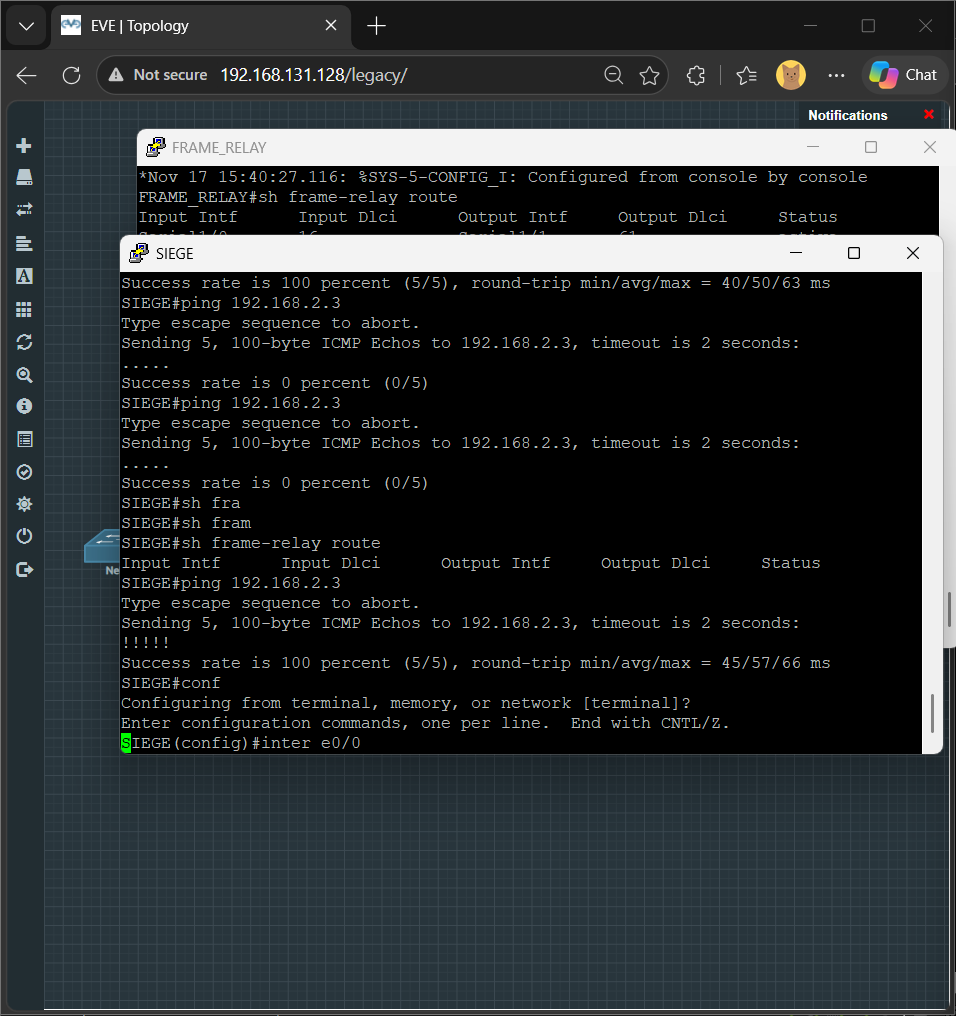 EVE | Topology
Not secure 192.168.131.128/legacy/
Chat
Notifications
FRAME_RELAY
*Nov 17 15:40:27.116: %SYS-5-CONFIG_I: Configured from console by console
FRAME_RELAY#sh frame-relay route
Input Intf Input Dlci Output Intf Output Dlci Status
SIEGE
Success rate is 100 percent (5/5), round-trip min/avg/max = 40/50/63 ms
SIEGE#ping 192.168.2.3
Type escape sequence to abort.
Sending 5, 100-byte ICMP Echos to 192.168.2.3, timeout is 2 seconds:
.....
Success rate is 0 percent (0/5)
SIEGE#ping 192.168.2.3
Type escape sequence to abort.
Sending 5, 100-byte ICMP Echos to 192.168.2.3, timeout is 2 seconds:
.....
Success rate is 0 percent (0/5)
SIEGE#sh fra
SIEGE#sh fram
SIEGE#sh frame-relay route
Input Intf Input Dlci Output Intf Output Dlci Status
SIEGE#ping 192.168.2.3
Type escape sequence to abort.
Sending 5, 100-byte ICMP Echos to 192.168.2.3, timeout is 2 seconds:
!!!!!
Success rate is 100 percent (5/5), round-trip min/avg/max = 45/57/66 ms
SIEGE#conf
Configuring from terminal, memory, or network [terminal]?
Enter configuration commands, one per line. End with CNTL/Z.
SIEGE(config)#inter e0/0
Ne